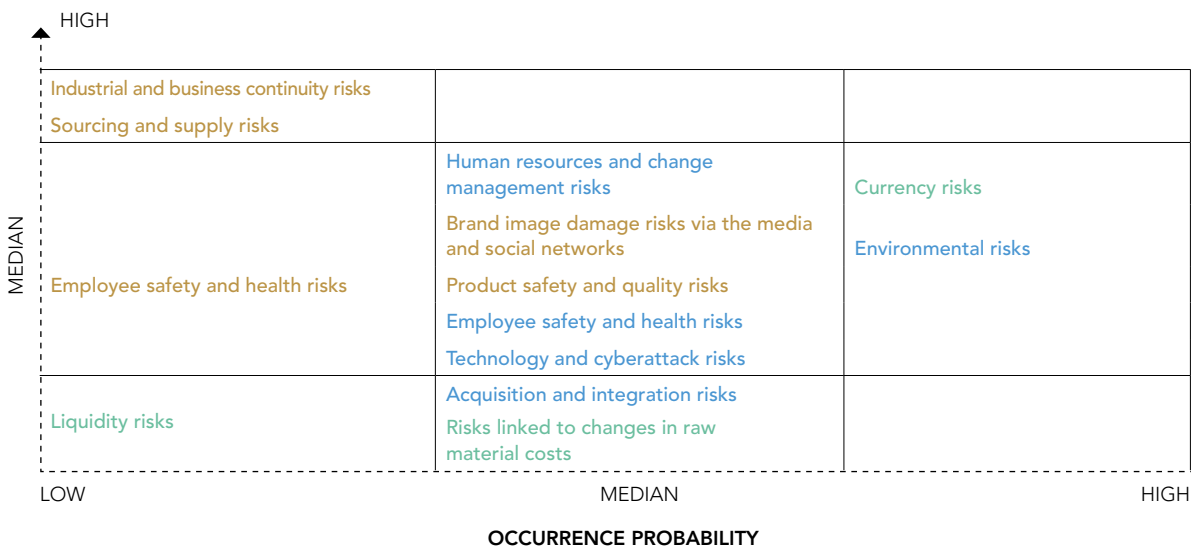 HIGH
Industrial and business continuity risks
Sourcing and supply risks
MEDIAN
Employee safety and health risks
Human resources and change
management risks
Brand image damage risks via the media
and social networks
Product safety and quality risks
Employee safety and health risks
Technology and cyberattack risks
Currency risks
Environmental risks
Liquidity risks
Acquisition and integration risks
Risks linked to changes in raw
material costs
LOW
MEDIAN
HIGH
OCCURRENCE PROBABILITY